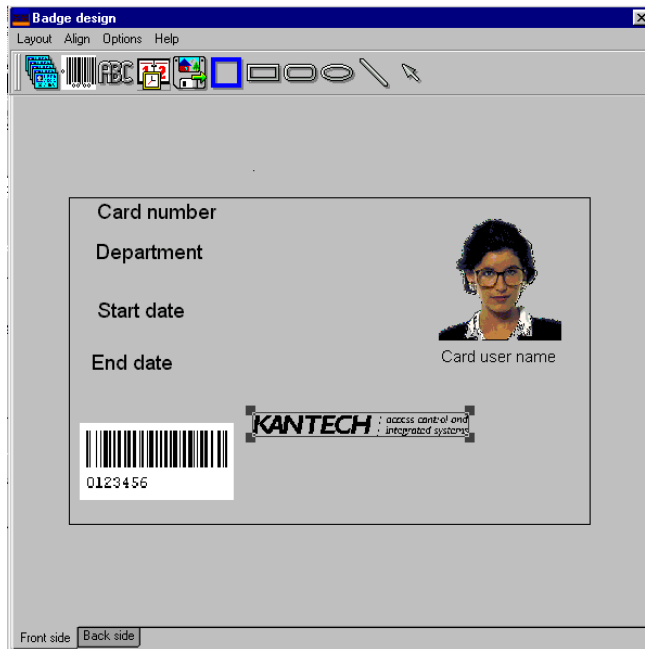 Badge design
Layout Align Options Help
ABC
Card number
Department
Start date
End date
Card user name
KANTECH
access control and
integrated systems
0123456
Front side Back side